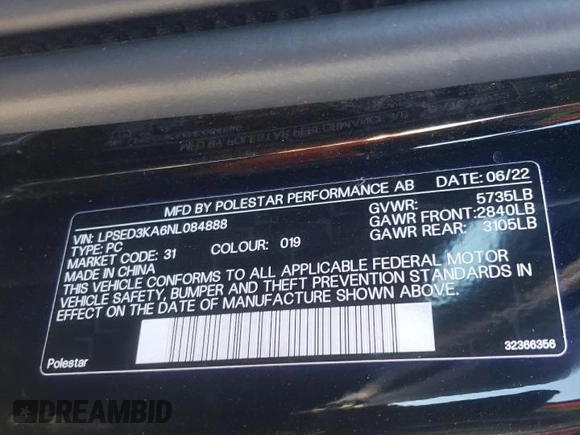 MFD BY POLESTAR PERFORMANCE AB DATE: 06/22
VIN: LPSED3KA6NL084888 GVWR: 5735LB
TYPE: PC GAWR FRONT: 2840LB
MARKET CODE: 31 COLOUR: 019 GAWR REAR: 3105LB
MADE IN CHINA
THIS VEHICLE CONFORMS TO ALL APPLICABLE FEDERAL MOTOR
VEHICLE SAFETY, BUMPER AND THEFT PREVENTION STANDARDS IN
EFFECT ON THE DATE OF MANUFACTURE SHOWN ABOVE.
Polestar 32366356
DREAMBID